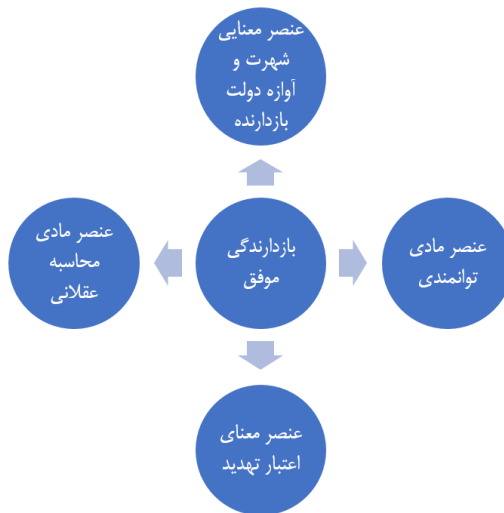 عنصر معنایی
شهرت و
آوازه دولت
بازدارنده
عنصر مادی
توانمندی
بازدارندگی
موفق
عنصر مادی
محاسبه
عقلانی
عنصر معنای
اعتبار تهدید